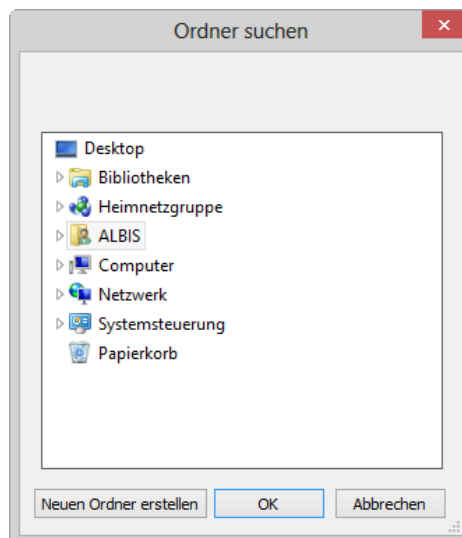 Ordner suchen
Desktop
Bibliotheken
Heimnetzgruppe
ALBIS
Computer
Netzwerk
Systemsteuerung
Papierkorb
Neuen Ordner erstellen OK Abbrechen